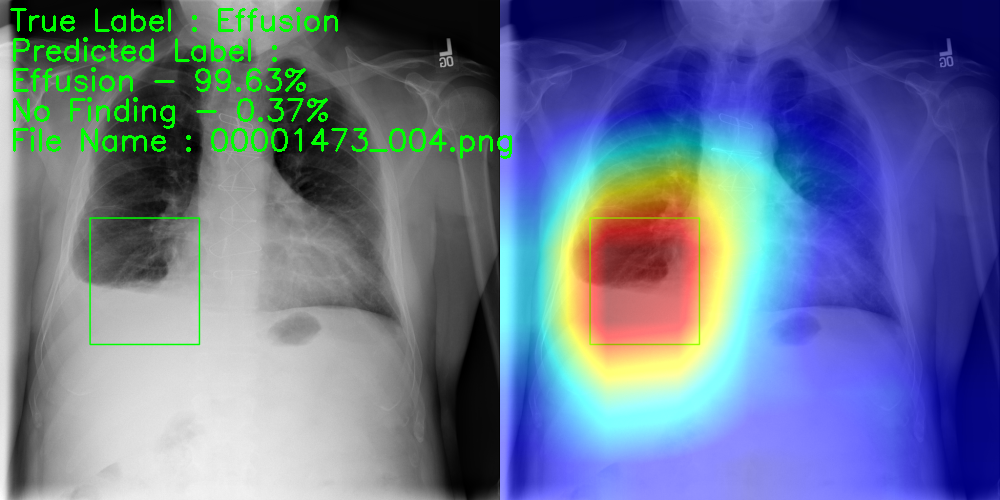 True Label : Effusion
Predicted Label :
Effusion - 99.63%
No Finding - 0.37%
File Name : 00001473_004.png
L